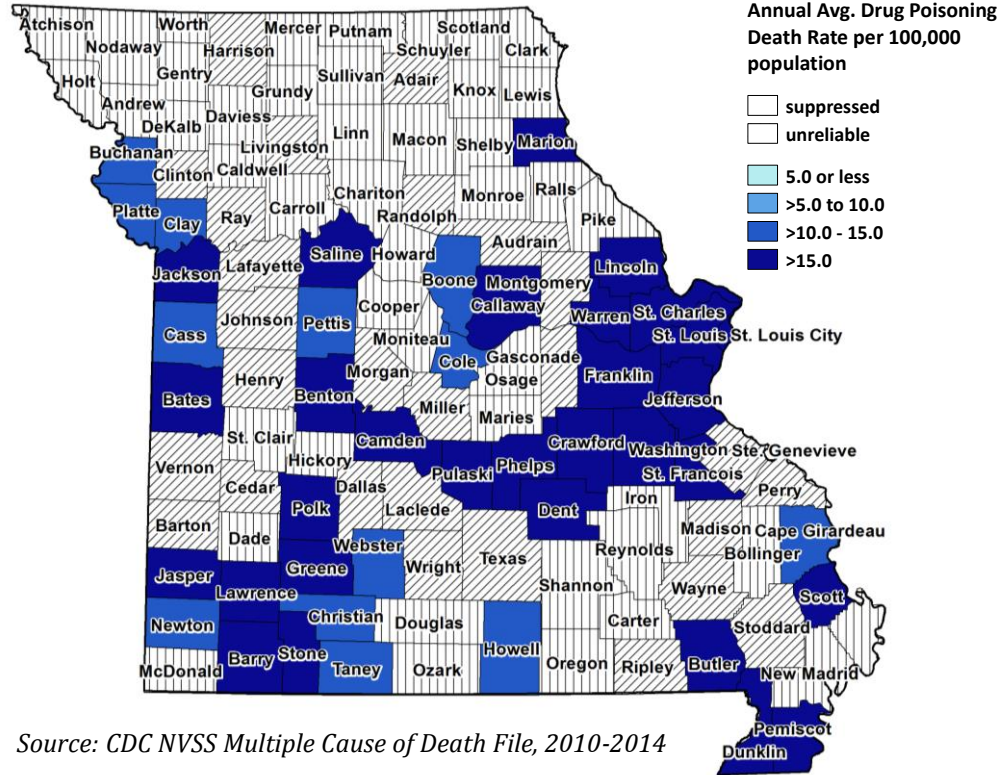 Annual Avg. Drug Poisoning
Death Rate per 100,000
population
suppressed
unreliable
5.0 or less
>5.0 to 10.0
>10.0 - 15.0
>15.0
Atchison
Worth
Mercer
Putnam
Scotland
Nodaway
Harrison
Schuyler
Clark
Holt
Gentry
Sullivan
Adair
Knox
Lewis
Andrew
Grundy
DeKalb
Daviess
Linn
Macon
Shelby
Marion
Buchanan
Livingston
Clinton
Caldwell
Chariton
Monroe
Ralls
Platte
Clay
Ray
Carroll
Randolph
Pike
Audrain
Saline
Howard
Jackson
Lafayette
Boone
Montgomery
Lincoln
Callaway
Cooper
Johnson
Pettis
Warren
St. Charles
Cass
Moniteau
St. Louis
St. Louis City
Cole
Gasconade
Henry
Morgan
Osage
Franklin
Bates
Benton
Miller
Maries
Jefferson
St. Clair
Camden
Crawford
Washington
Ste. Genevieve
Vernon
Hickory
Pulaski
Phelps
St. Francois
Cedar
Dallas
Laclede
Iron
Perry
Barton
Polk
Dent
Dade
Webster
Madison
Cape Girardeau
Reynolds
Bollinger
Jasper
Greene
Wright
Texas
Shannon
Wayne
Lawrence
Scott
Newton
Christian
Douglas
Carter
Stoddard
McDonald
Barry
Stone
Taney
Ozark
Howell
Oregon
Ripley
Butler
New Madrid
Pemiscot
Dunklin
Source: CDC NVSS Multiple Cause of Death File, 2010-2014